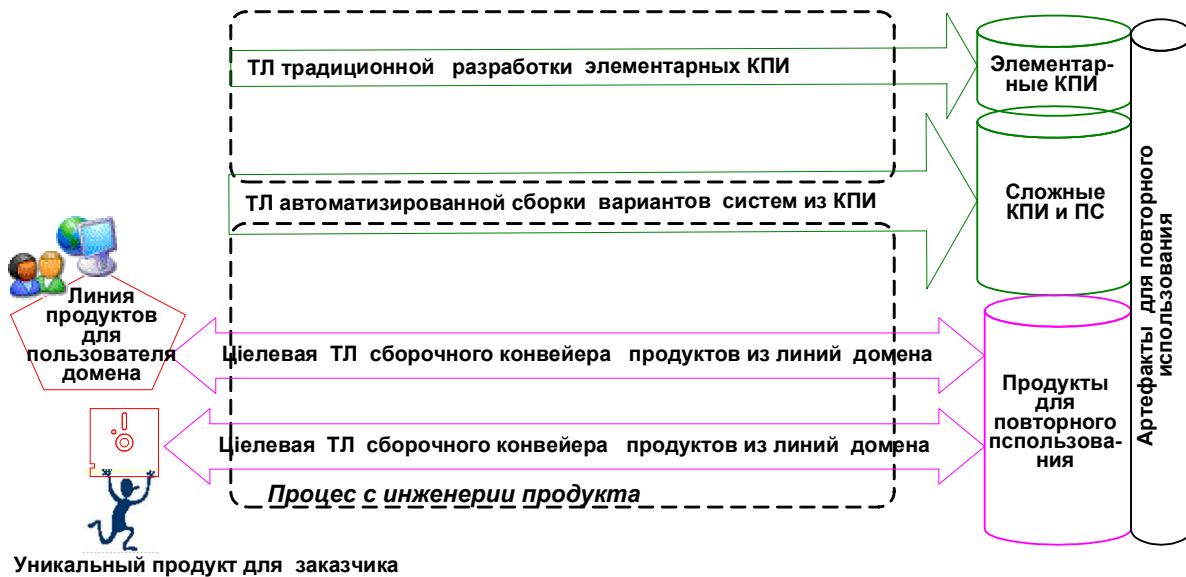 ТЛ традиционной разработки элементарных КПИ
Элементар-
ные КПИ
ТЛ автоматизированной сборки вариантов систем из КПИ
Сложные
КПИ и ПС
Артефакты для повторного
использования
Линия
продуктов
для
пользователя
домена
Ціелевая ТЛ сборочного конвейера продуктов из линий домена
Ціелевая ТЛ сборочного конвейера продуктов из линий домена
Продукты
для
повторного
пспользова-
ния
Процес с инженерии продукта
Уникальный продукт для заказчика